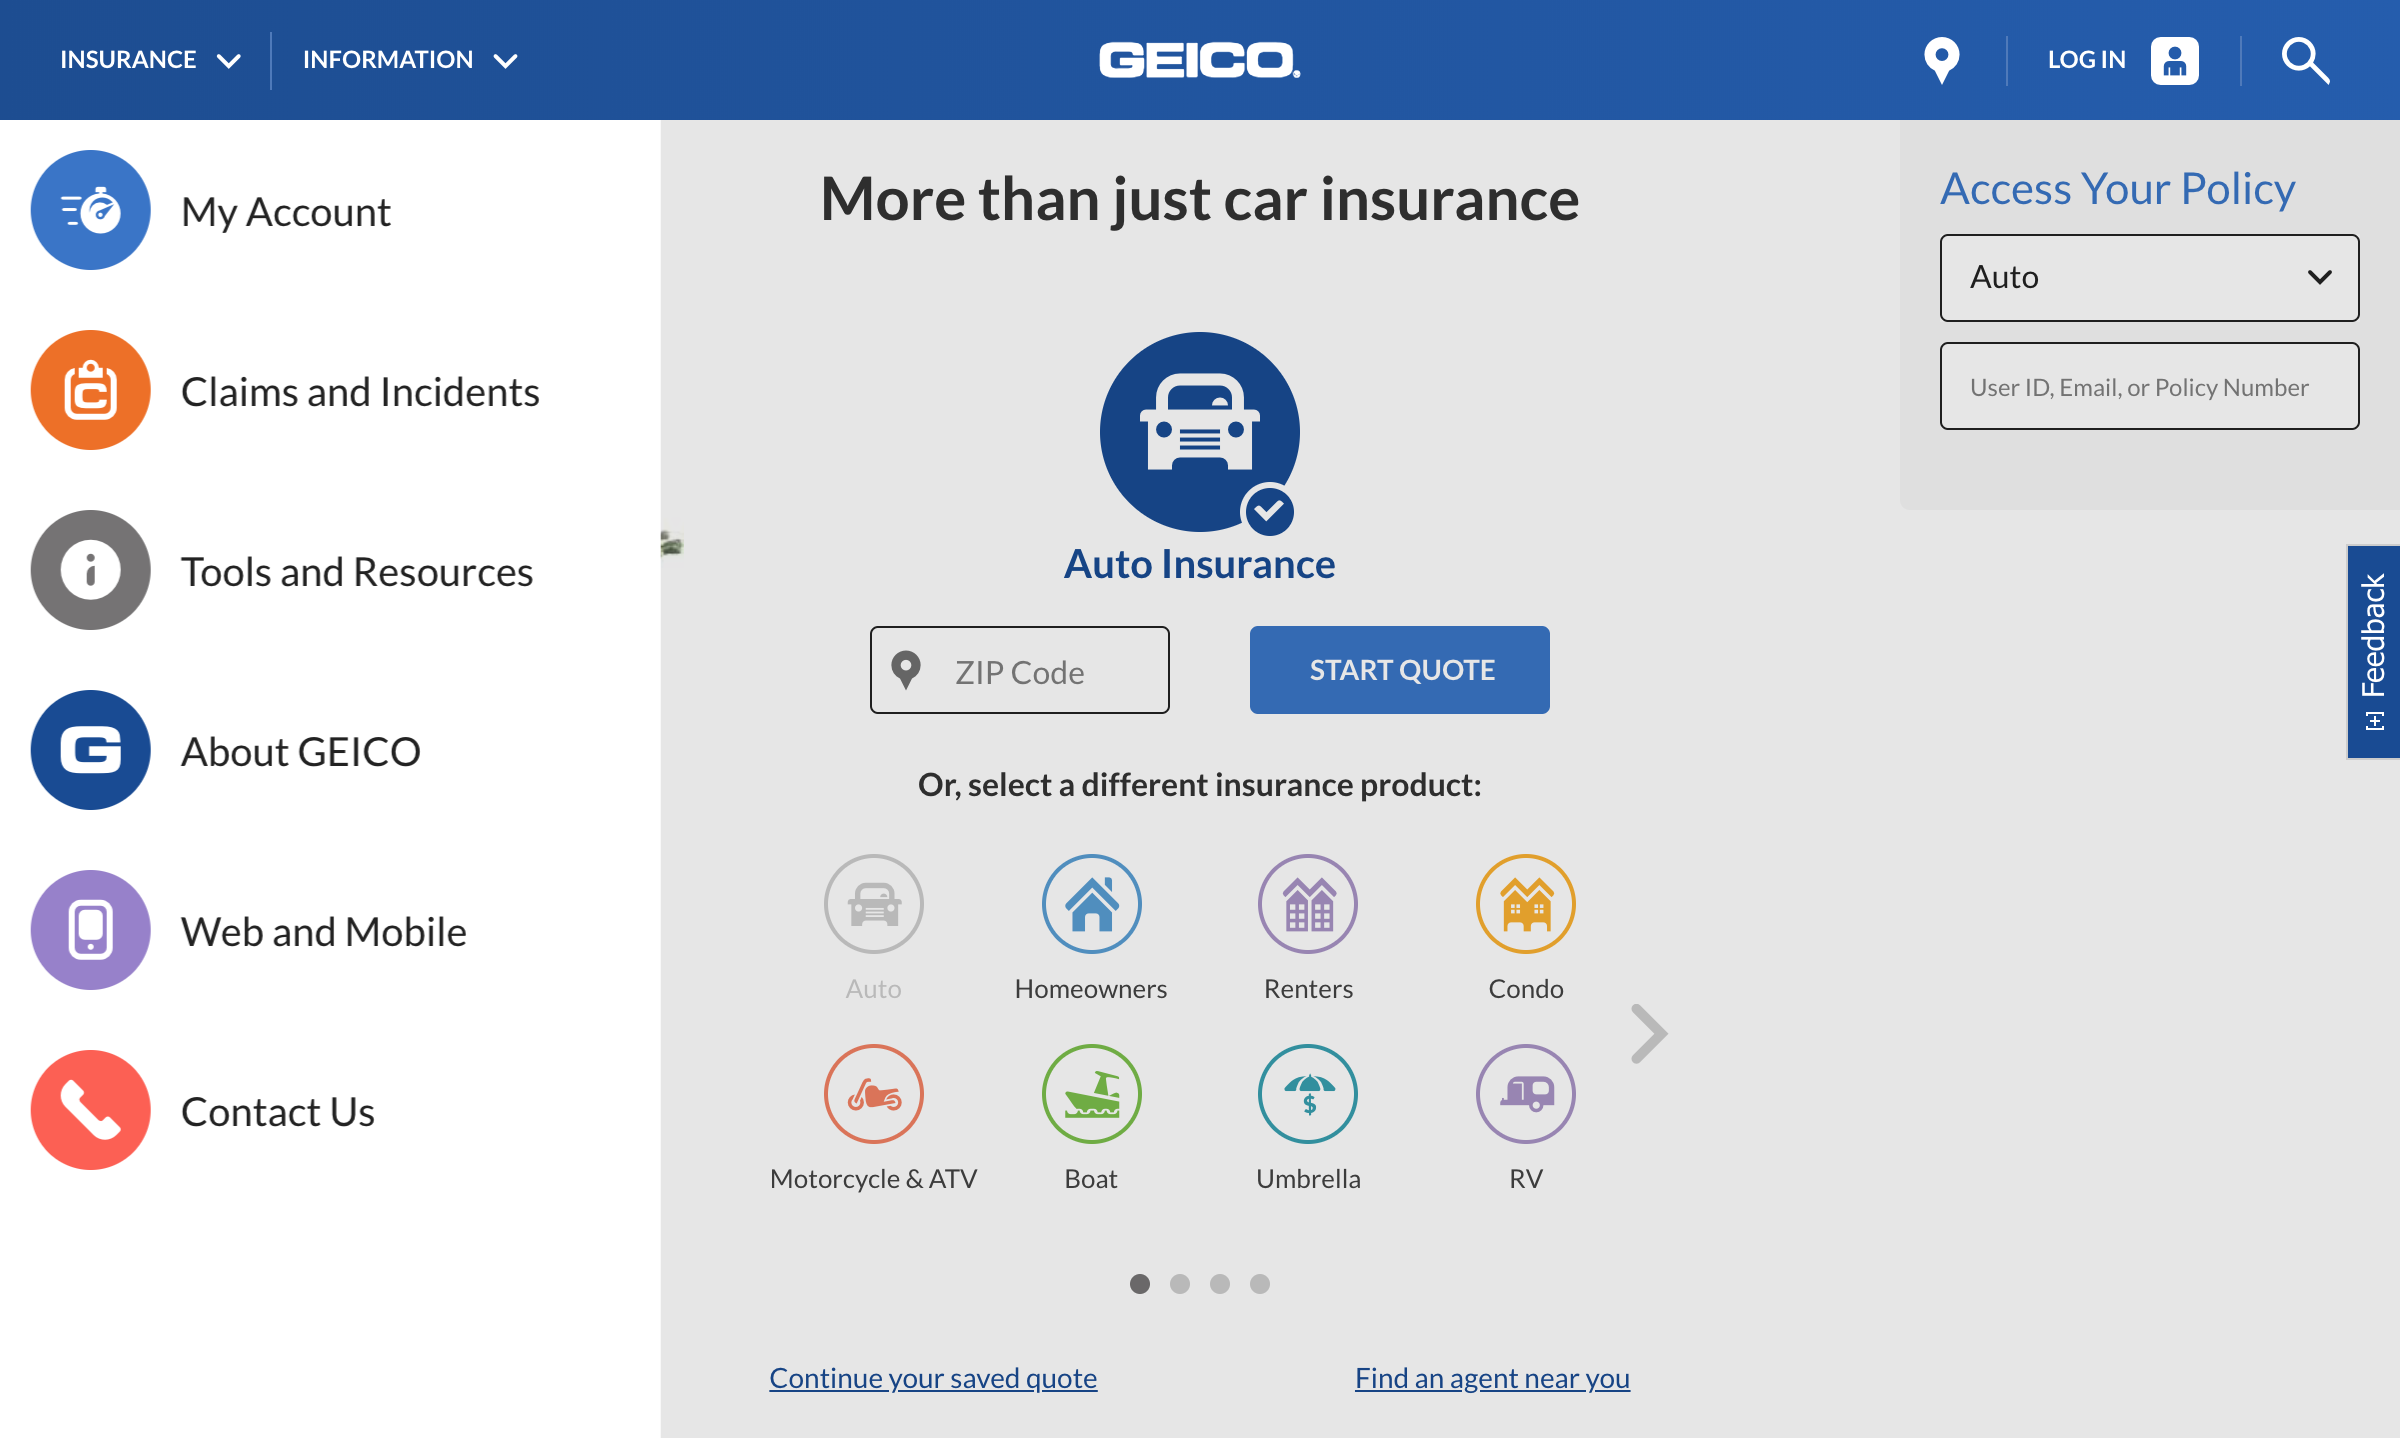 INSURANCE
INFORMATION
GEICO
LOG IN
My Account
Claims and Incidents
Tools and Resources
About GEICO
Web and Mobile
Contact Us
More than just car insurance
Auto Insurance
ZIP Code
START QUOTE
Or, select a different insurance product:
Auto
Homeowners
Renters
Condo
Motorcycle & ATV
Boat
Umbrella
RV
Continue your saved quote
Find an agent near you
Access Your Policy
Auto
User ID, Email, or Policy Number
[+] Feedback